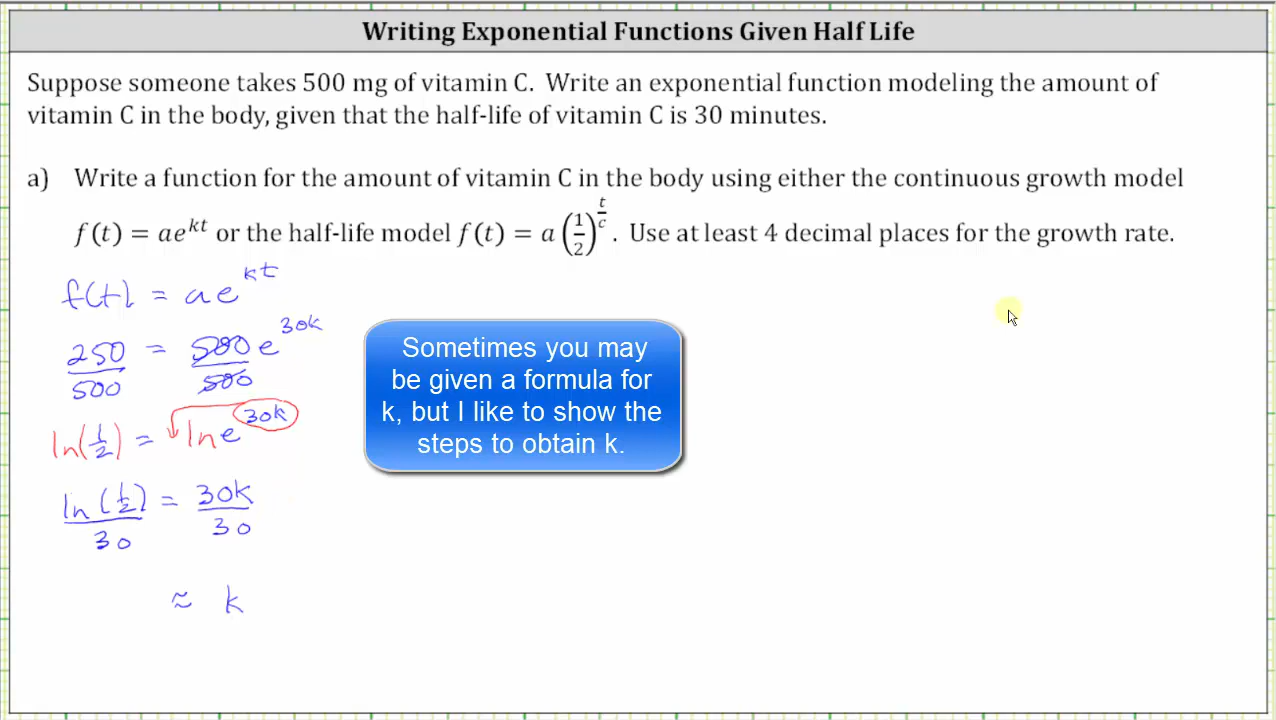 Writing Exponential Functions Given Half Life
Suppose someone takes 500 mg of vitamin C. Write an exponential function modeling the amount of
vitamin C in the body, given that the half-life of vitamin C is 30 minutes.
a) Write a function for the amount of vitamin C in the body using either the continuous growth model
f(t) = ae^{kt} or the half-life model f(t) = a(1/2)^{t/c}. Use at least 4 decimal places for the growth rate.
f(t) = ae^{kt}
250/500 = 500e^{30k}/500
ln(1/2) = ln e^{30k}
ln(1/2)/30 = 30k/30
≈ k
Sometimes you may
be given a formula for
k, but I like to show the
steps to obtain k.